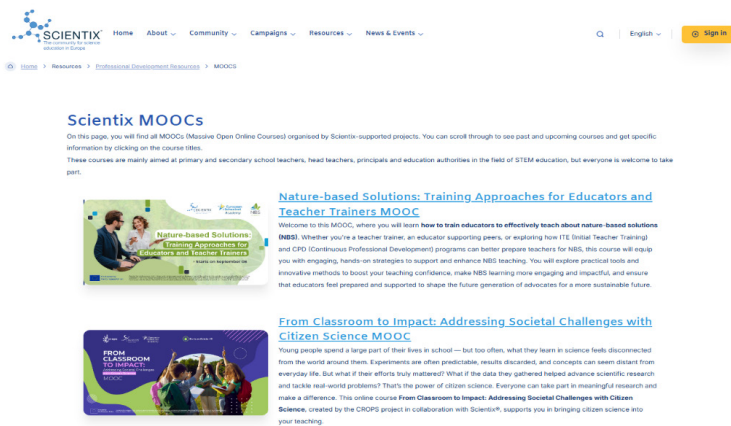 SCIENTIX
The community for science
education in Europe
Home About Community Campaigns Resources News & Events English Sign in
Home > Resources > Professional Development Resources > MOOCS
Scientix MOOCs
On this page, you will find all MOOCs (Massive Open Online Courses) organised by Scientix-supported projects. You can scroll through to see past and upcoming courses and get specific
information by clicking on the course titles.
These courses are mainly aimed at primary and secondary school teachers, head teachers, principals and education authorities in the field of STEM education, but everyone is welcome to take
part.
Nature-based Solutions:
Training Approaches for
Educators and Teacher Trainers
Nature-based Solutions: Training Approaches for Educators and
Teacher Trainers MOOC
Welcome to this MOOC, where you will learn how to train educators to effectively teach about nature-based solutions
(NBS). Whether you're a teacher trainer, an educator supporting peers, or exploring how ITE (Initial Teacher Training)
and CPD (Continuous Professional Development) programs can better prepare teachers for NBS, this course will equip
you with engaging, hands-on strategies to support and enhance NBS teaching. You will explore practical tools and
innovative methods to boost your teaching confidence, make NBS learning more engaging and impactful, and ensure
that educators feel prepared and supported to shape the future generation of advocates for a more sustainable future.
FROM
CLASSROOM
TO IMPACT:
Addressing Societal Challenges
MOOC
From Classroom to Impact: Addressing Societal Challenges with
Citizen Science MOOC
Young people spend a large part of their lives in school — but too often, what they learn in science feels disconnected
from the world around them. Experiments are often predictable, results discarded, and concepts can seem distant from
everyday life. But what if their efforts truly mattered? What if the data they gathered helped advance scientific research
and tackle real-world problems? That's the power of citizen science. Everyone can take part in meaningful research and
make a difference. This online course From Classroom to Impact: Addressing Societal Challenges with Citizen
Science, created by the CROPS project in collaboration with Scientix®, supports you in bringing citizen science into
your teaching.